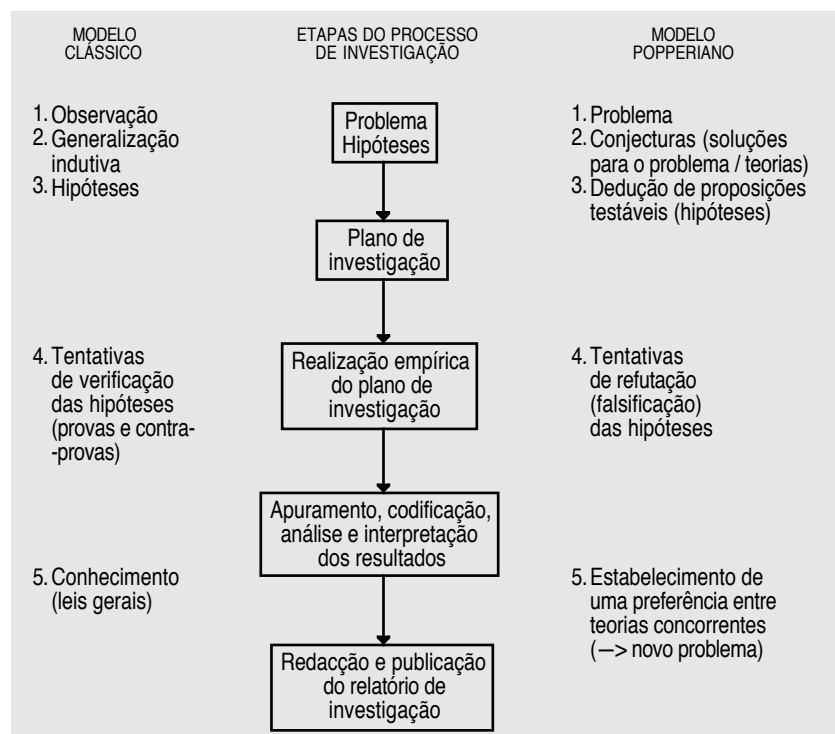 MODELO
CLÁSSICO
1. Observação
2. Generalização
indutiva
3. Hipóteses
4. Tentativas
de verificação
das hipóteses
(provas e contra-
-provas)
5. Conhecimento
(leis gerais)
ETAPAS DO PROCESSO
DE INVESTIGAÇÃO
Problema
Hipóteses
Plano de
investigação
Realização empírica
do plano de
investigação
Apuramento, codificação,
análise e interpretação
dos resultados
Redacção e publicação
do relatório de
investigação
MODELO
POPPERIANO
1. Problema
2. Conjecturas (soluções
para o problema / teorias)
3. Dedução de proposições
testáveis (hipóteses)
4. Tentativas
de refutação
(falsificação)
das hipóteses
5. Estabelecimento de
uma preferência entre
teorias concorrentes
(—> novo problema)